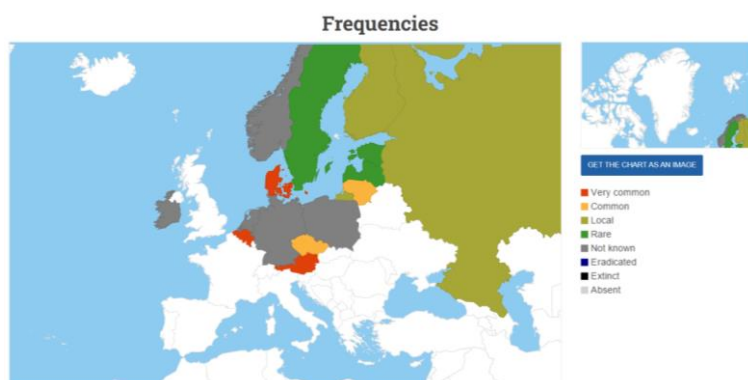 Frequencies
GET THE CHART AS AN IMAGE
Very common
Common
Local
Rare
Not known
Eradicated
Extinct
Absent